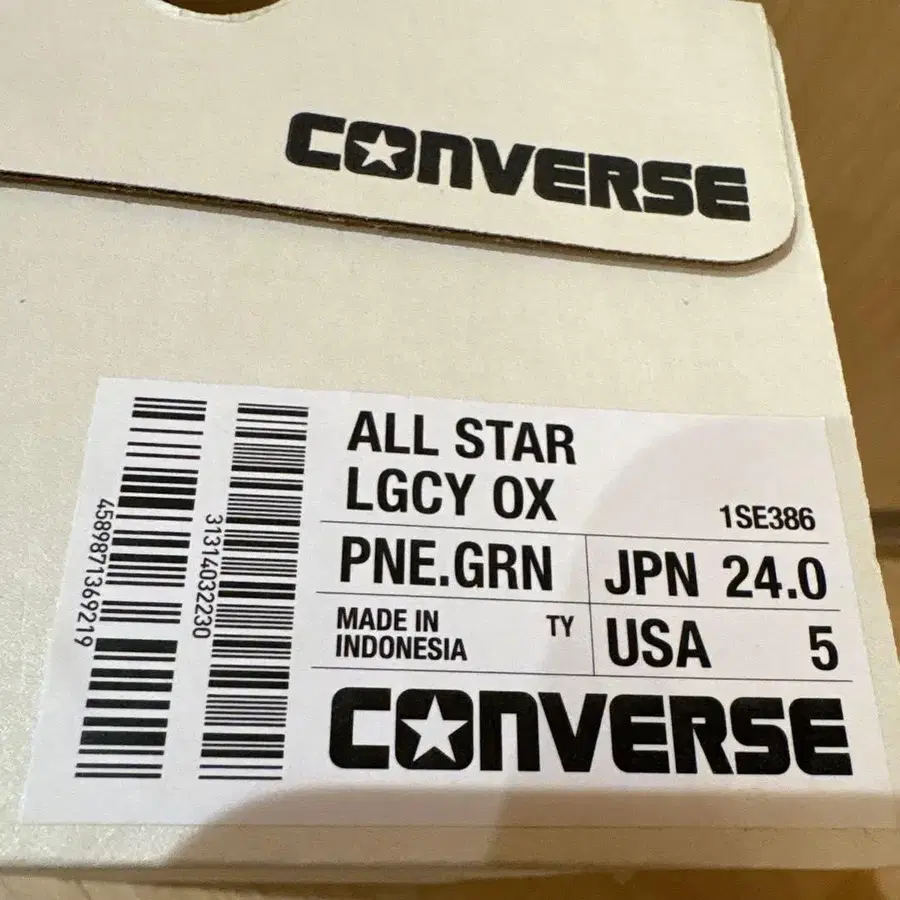 CONVERSE
ALL STAR
LGCY OX
1SE386
PNE.GRN
JPN 24.0
MADE IN
INDONESIA
TY
USA 5
CONVERSE
4589871369219
31314032230